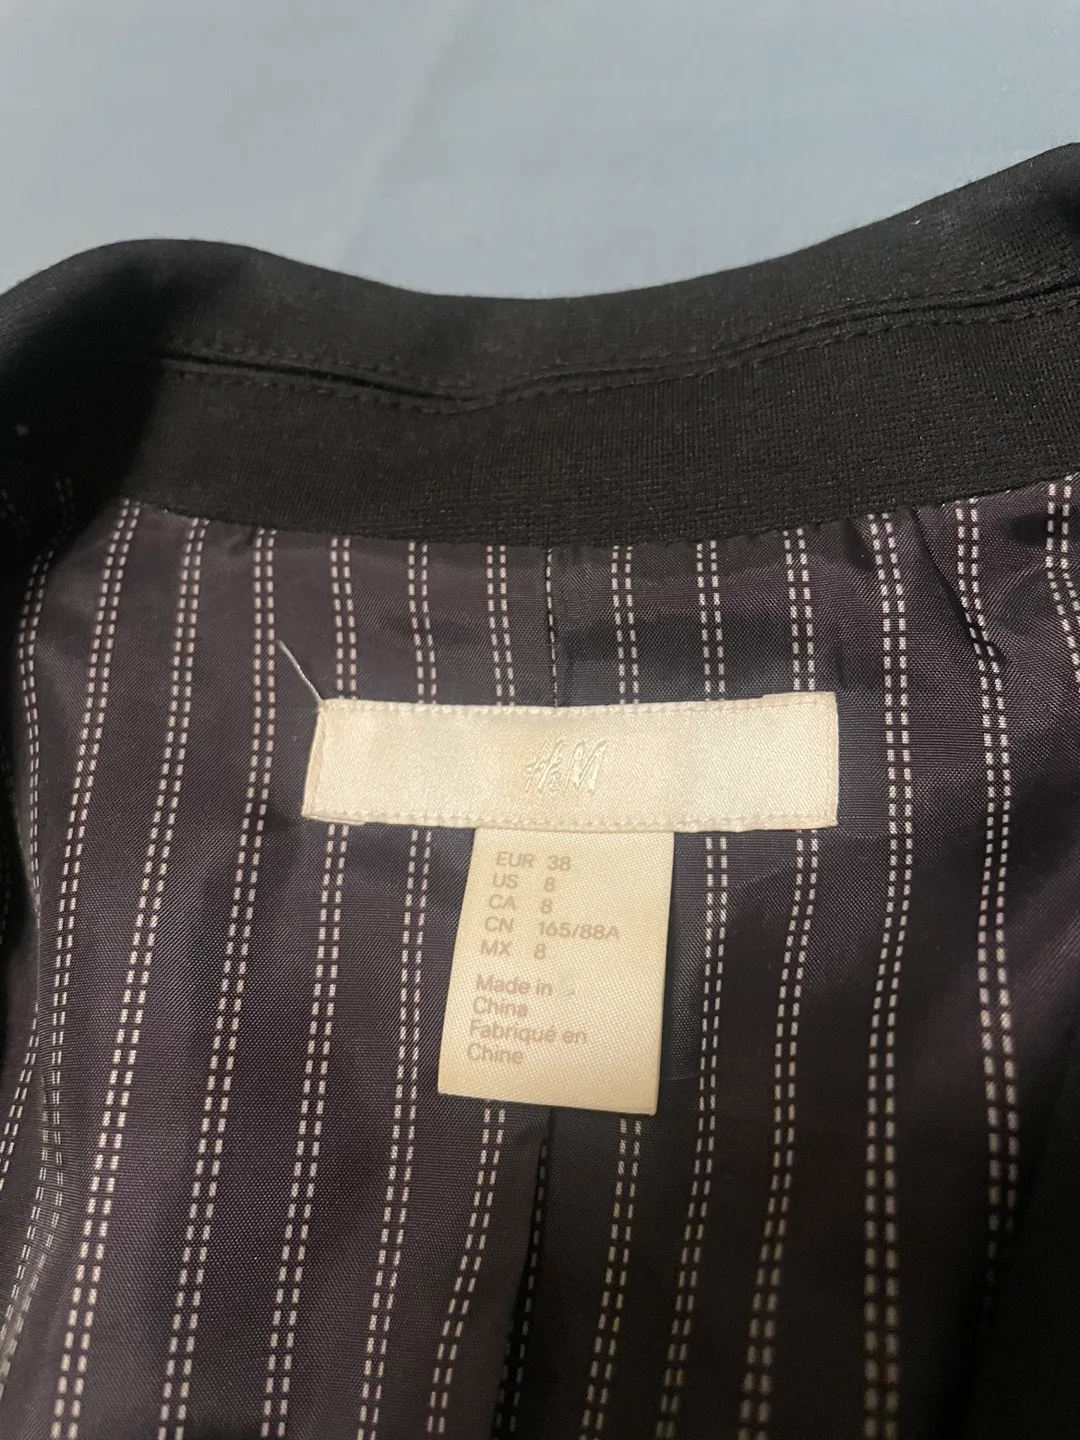 H&M
EUR 38
US 8
CA 8
CN 165/88A
MX 8
Made in
China
Fabriqué en
Chine